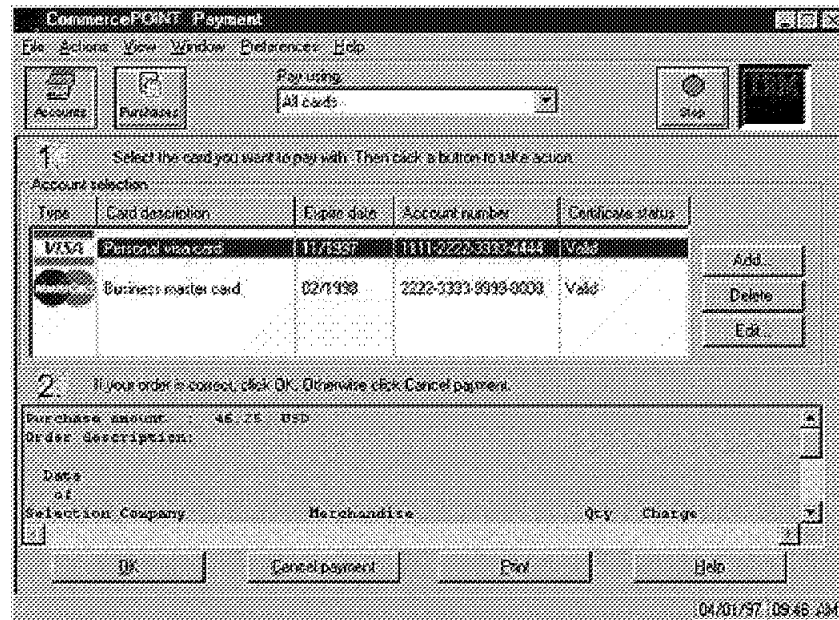 CommercePOINT Payment
File Actions View Window Preferences Help
Accounts Purchases
Pay using
All cards
Stop
IBM
1. Select the card you want to pay with. Then click a button to take action.
Account selection
Type Card description Expire date Account number Certificate status
VISA Personal visa card 11/1997 1111-2222-3333-4444 Valid
Business master card 02/1998 Valid
Add...
Delete
Edit...
2. If your order is correct, click OK. Otherwise click Cancel payment.
Purchase amount : 46.25 USD
Order description:
Date
of
Selection Company Merchandise Qty Charge
OK Cancel payment Print Help
04/01/97 09:46 AM